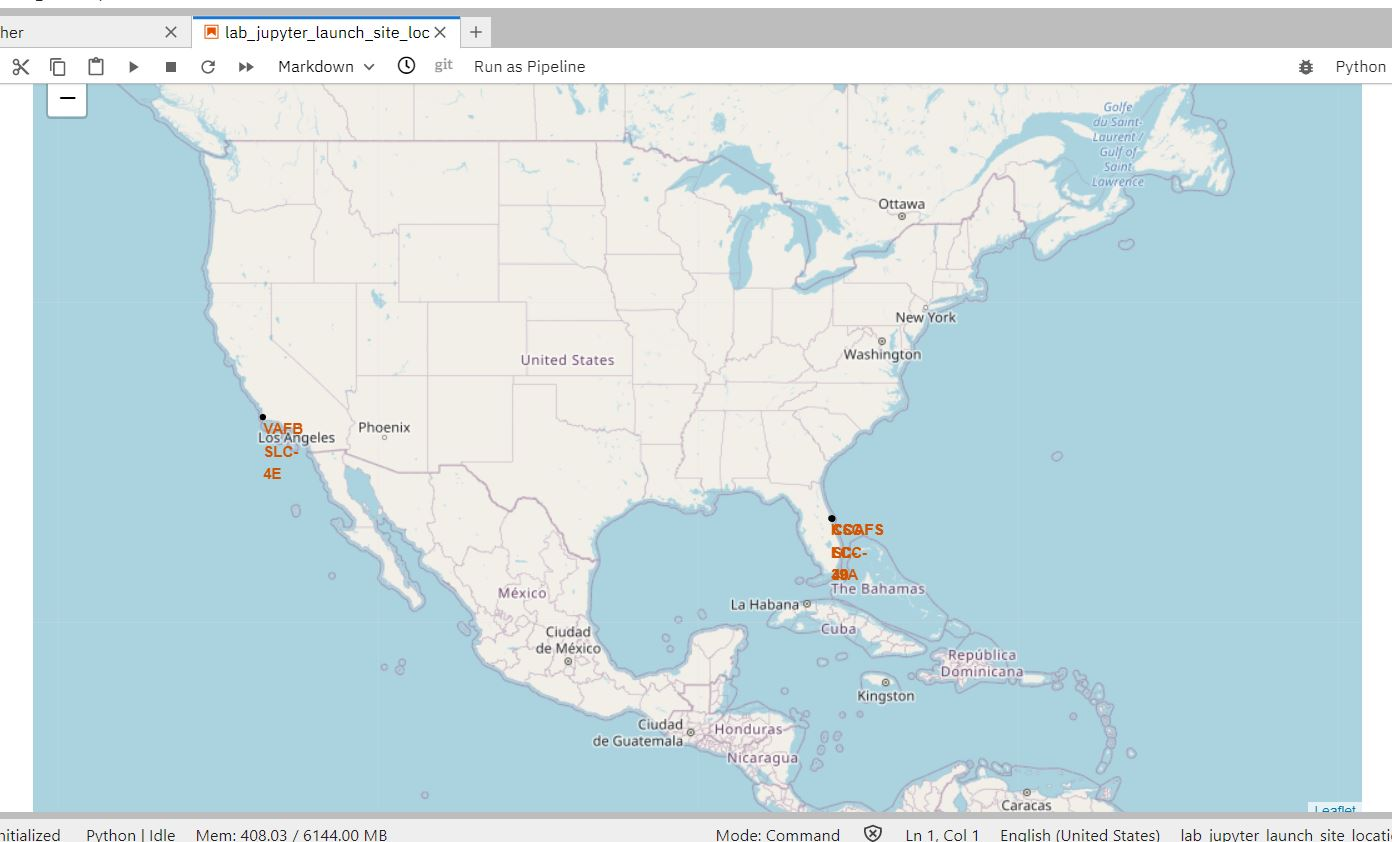 her
lab_jupyter_launch_site_loc
Markdown
git
Run as Pipeline
Python
Golfe
du Saint-
Laurent /
Gulf of
Saint
Lawrence
Ottawa
New York
Washington
United States
Phoenix
Los Angeles
VAFB
SLC-
4E
The Bahamas
La Habana
Cuba
México
Ciudad
de México
República
Dominicana
Kingston
Ciudad
de Guatemala
Honduras
Nicaragua
Caracas
Leaflet
nitialized
Python | Idle
Mem: 408.03 / 6144.00 MB
Mode: Command
Ln 1, Col 1
English (United States)
lab_jupyter_launch_site_locati